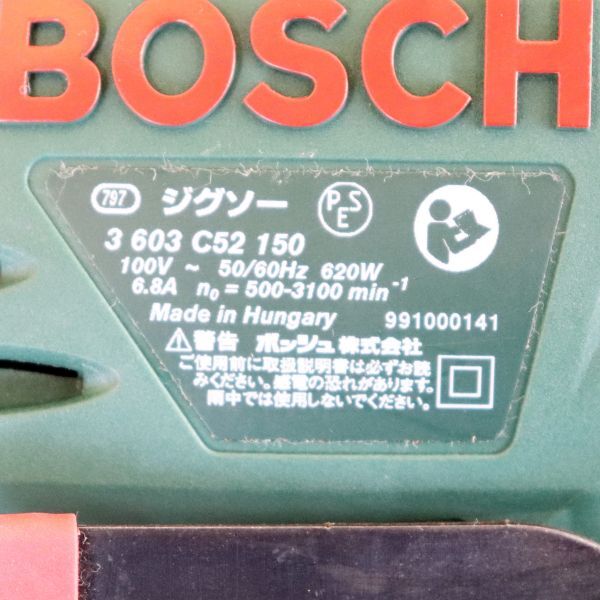 BOSCH
797 ジグソー PSE
3 603 C52 150
100V ~ 50/60Hz 620W
6.8A n₀ = 500-3100 min⁻¹
Made in Hungary 991000141
⚠警告 ボッシュ株式会社
ご使用前に取扱説明書は必ずお読
みください。感電の恐れがあります。
雨中では使用しないでください。